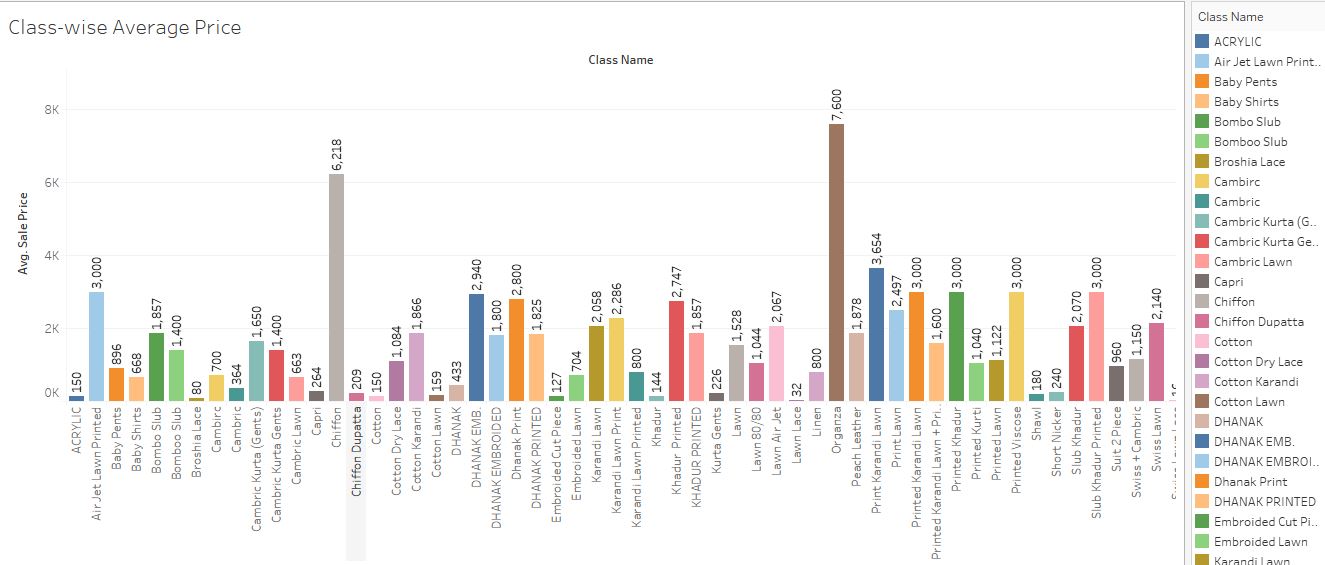 Class-wise Average Price
Class Name
Avg. Sale Price
8K
6K
4K
2K
0K
150
3,000
896
668
1,857
1,400
80
700
364
1,650
1,400
663
264
6,218
209
150
1,084
1,866
159
433
2,940
1,800
2,800
1,825
127
704
2,058
2,286
800
144
2,747
1,857
226
1,528
1,044
2,067
32
800
7,600
1,878
3,654
2,497
3,000
1,600
3,000
1,040
1,122
3,000
180
240
2,070
3,000
960
1,150
2,140
ACRYLIC
Air Jet Lawn Printed
Baby Pents
Baby Shirts
Bombo Slub
Bomboo Slub
Broshia Lace
Cambirc
Cambric
Cambric Kurta (Gents)
Cambric Kurta Gents
Cambric Lawn
Capri
Chiffon
Chiffon Dupatta
Cotton
Cotton Dry Lace
Cotton Karandi
Cotton Lawn
DHANAK
DHANAK EMB.
DHANAK EMBROIDED
Dhanak Print
DHANAK PRINTED
Embroided Cut Piece
Embroided Lawn
Karandi Lawn
Karandi Lawn Print
Karandi Lawn Printed
Khadur
Khadur Printed
KHADUR PRINTED
Kurta Gents
Lawn
Lawn 80/80
Lawn Air Jet
Lawn Lace
Linen
Organza
Peach Leather
Print Karandi Lawn
Print Lawn
Printed Karandi Lawn
Printed Karandi Lawn + Pri..
Printed Khadur
Printed Kurti
Printed Lawn
Printed Viscose
Shawl
Short Nicker
Slub Khadur
Slub Khadur Printed
Suit 2 Piece
Swiss + Cambric
Swiss Lawn
Class Name
ACRYLIC
Air Jet Lawn Print..
Baby Pents
Baby Shirts
Bombo Slub
Bomboo Slub
Broshia Lace
Cambirc
Cambric
Cambric Kurta (G..
Cambric Kurta Ge..
Cambric Lawn
Capri
Chiffon
Chiffon Dupatta
Cotton
Cotton Dry Lace
Cotton Karandi
Cotton Lawn
DHANAK
DHANAK EMB.
DHANAK EMBROI..
Dhanak Print
DHANAK PRINTED
Embroided Cut Pi..
Embroided Lawn
Karandi Lawn